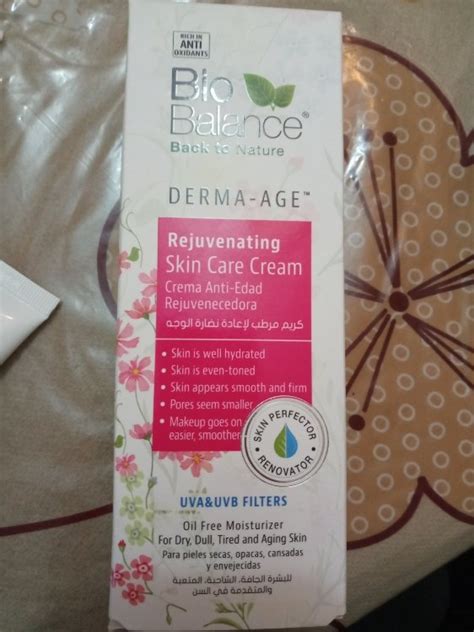 RICH IN
ANTI
OXIDANTS
Bio
Balance®
Back to Nature
DERMA-AGE™
Rejuvenating
Skin Care Cream
Crema Anti-Edad
Rejuvenecedora
كريم مرطب لإعادة نضارة الوجه
• Skin is well hydrated
• Skin is even-toned
• Skin appears smooth and firm
• Pores seem smaller
• Makeup goes on
easier, smoother
SKIN PERFECTOR
RENOVATOR
UVA&UVB FILTERS
Oil Free Moisturizer
For Dry, Dull, Tired and Aging Skin
Para pieles secas, opacas, cansadas
y envejecidas
للبشرة الجافة، الشاحبة، المتعبة
والمتقدمة في السن